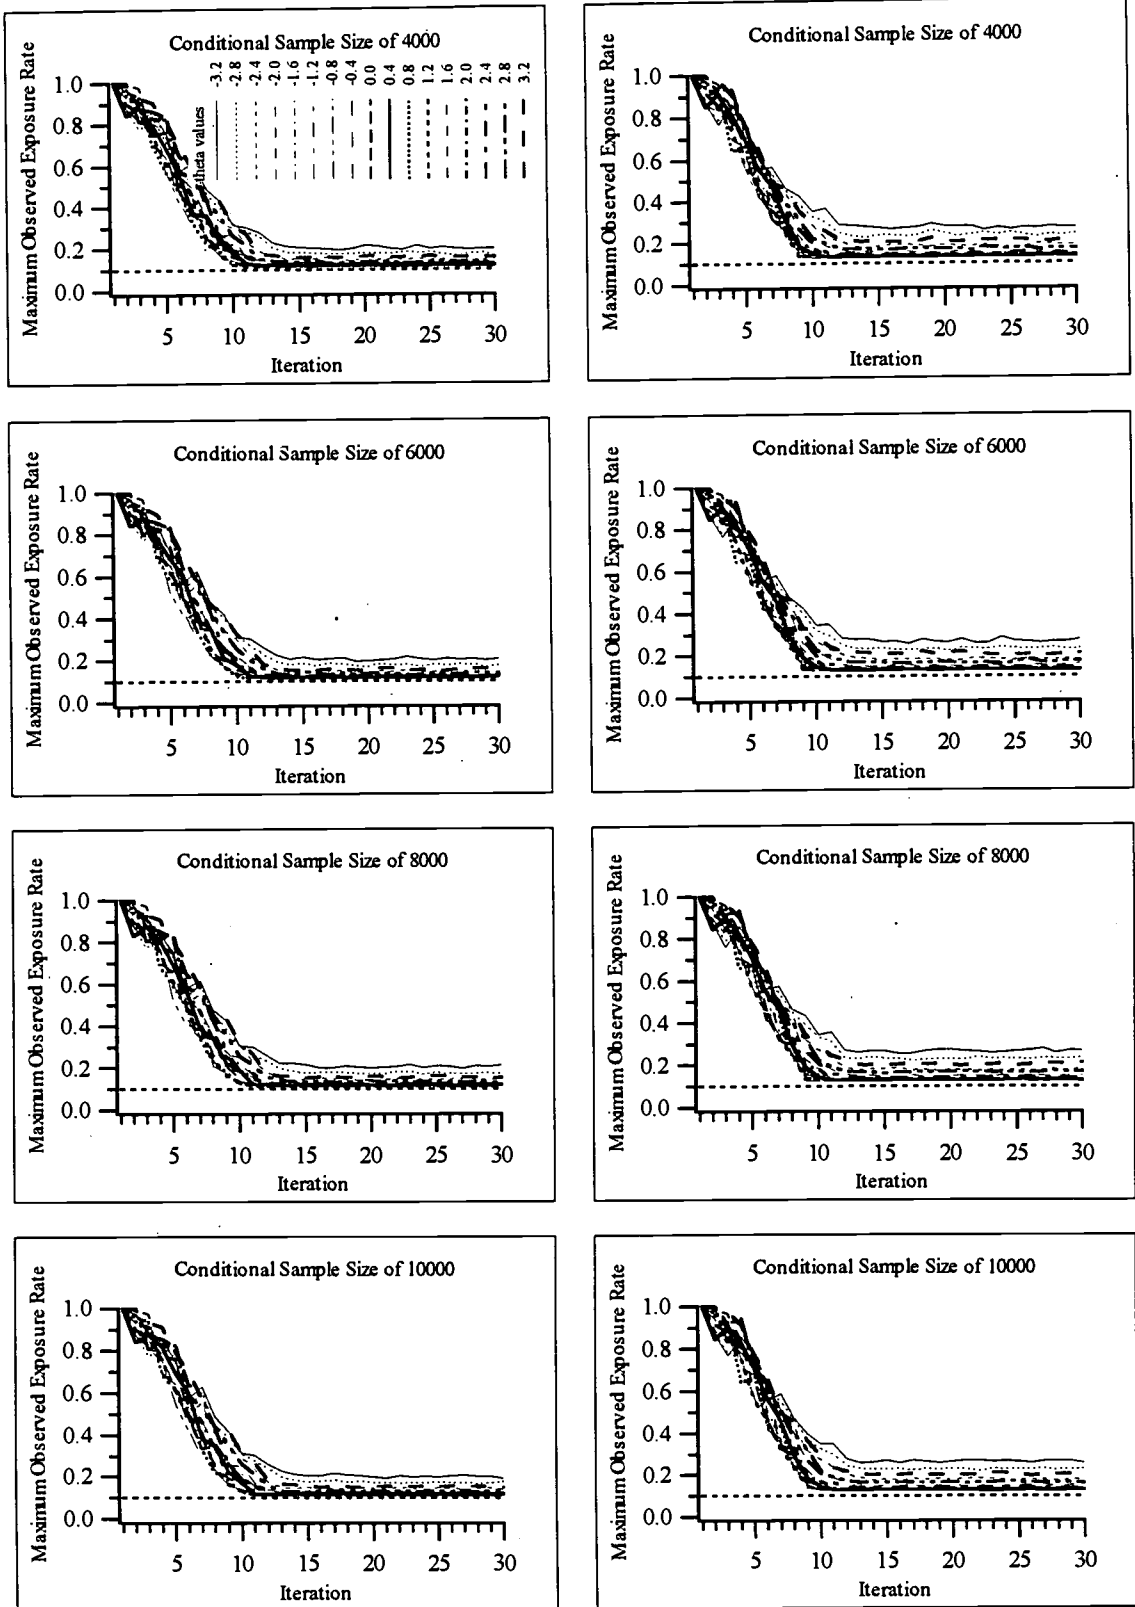 Conditional Sample Size of 4000
Maximum Observed Exposure Rate
1.0
0.8
0.6
0.4
0.2
0.0
theta values
-3.2
-2.8
-2.4
-2.0
-1.6
-1.2
-0.8
-0.4
0.0
0.4
0.8
1.2
1.6
2.0
2.4
2.8
3.2
5 10 15 20 25 30
Iteration
Conditional Sample Size of 4000
Maximum Observed Exposure Rate
1.0
0.8
0.6
0.4
0.2
0.0
5 10 15 20 25 30
Iteration
Conditional Sample Size of 6000
Maximum Observed Exposure Rate
1.0
0.8
0.6
0.4
0.2
0.0
5 10 15 20 25 30
Iteration
Conditional Sample Size of 6000
Maximum Observed Exposure Rate
1.0
0.8
0.6
0.4
0.2
0.0
5 10 15 20 25 30
Iteration
Conditional Sample Size of 8000
Maximum Observed Exposure Rate
1.0
0.8
0.6
0.4
0.2
0.0
5 10 15 20 25 30
Iteration
Conditional Sample Size of 8000
Maximum Observed Exposure Rate
1.0
0.8
0.6
0.4
0.2
0.0
5 10 15 20 25 30
Iteration
Conditional Sample Size of 10000
Maximum Observed Exposure Rate
1.0
0.8
0.6
0.4
0.2
0.0
5 10 15 20 25 30
Iteration
Conditional Sample Size of 10000
Maximum Observed Exposure Rate
1.0
0.8
0.6
0.4
0.2
0.0
5 10 15 20 25 30
Iteration